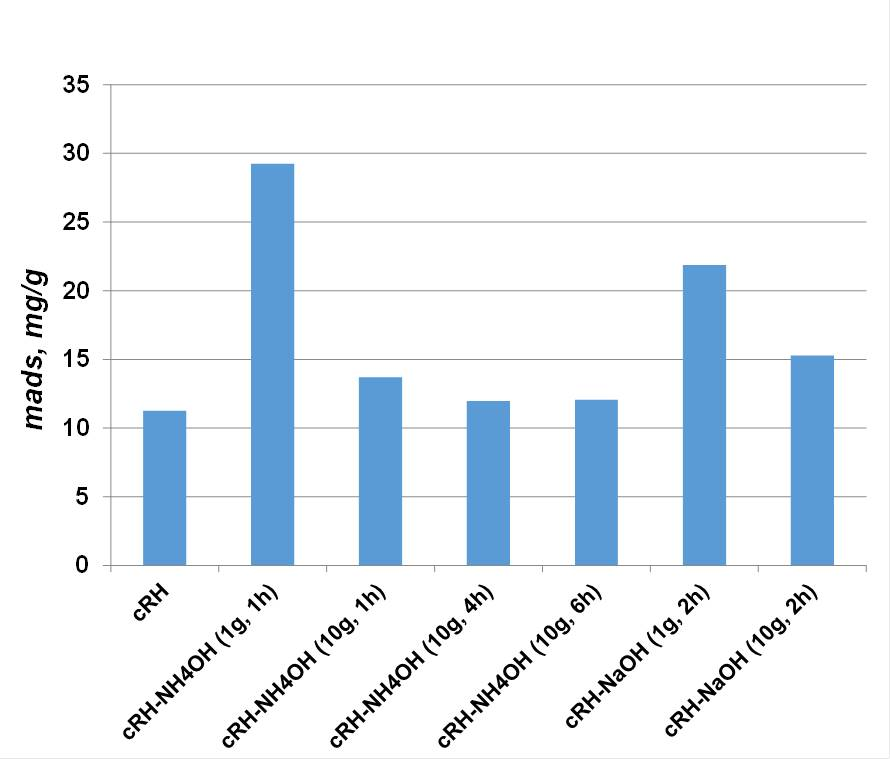 35
30
25
20
15
10
5
0
mads, mg/g
cRH
cRH-NH4OH (1g, 1h)
cRH-NH4OH (10g, 1h)
cRH-NH4OH (10g, 4h)
cRH-NH4OH (10g, 6h)
cRH-NaOH (1g, 2h)
cRH-NaOH (10g, 2h)